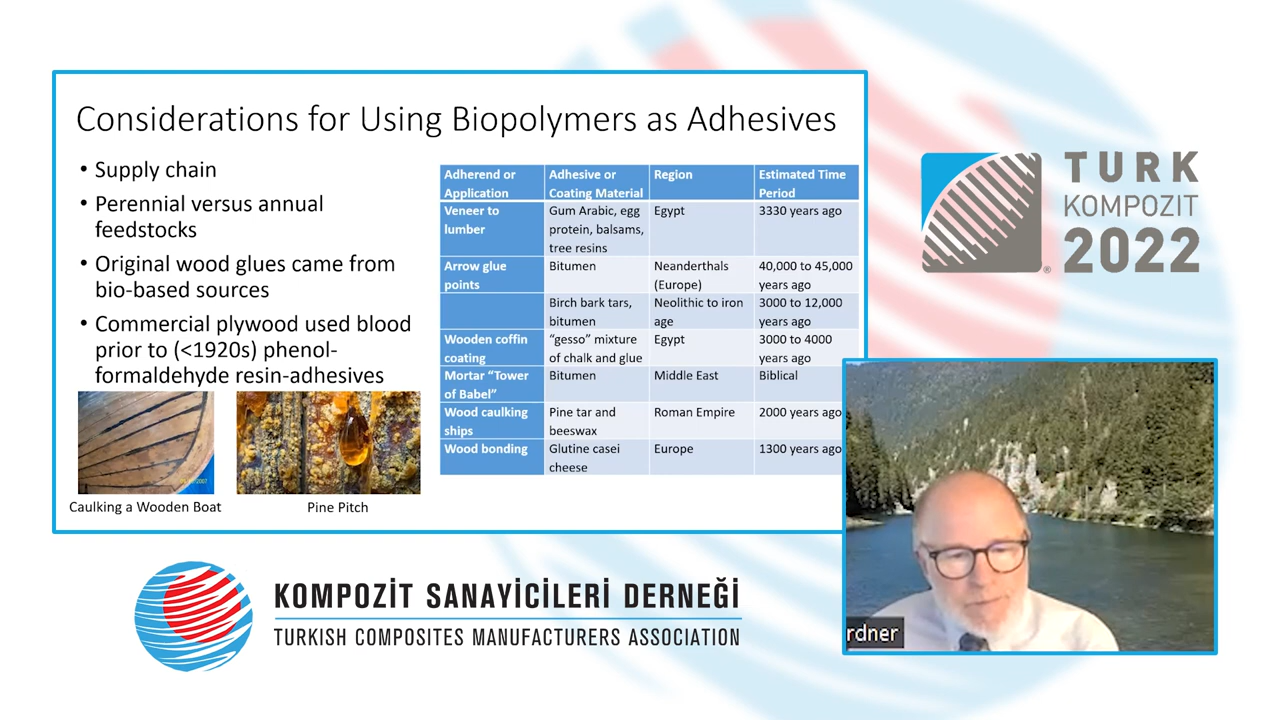 Considerations for Using Biopolymers as Adhesives
• Supply chain
• Perennial versus annual
feedstocks
• Original wood glues came from
bio-based sources
• Commercial plywood used blood
prior to (<1920s) phenol-
formaldehyde resin-adhesives
Caulking a Wooden Boat
Pine Pitch
Adherend or Application
Adhesive or Coating Material
Region
Estimated Time Period
Veneer to lumber
Gum Arabic, egg protein, balsams, tree resins
Egypt
3330 years ago
Arrow glue points
Bitumen
Neanderthals (Europe)
40,000 to 45,000 years ago
Birch bark tars, bitumen
Neolithic to iron age
3000 to 12,000 years ago
Wooden coffin coating
“gesso” mixture of chalk and glue
Egypt
3000 to 4000 years ago
Mortar “Tower of Babel”
Bitumen
Middle East
Biblical
Wood caulking ships
Pine tar and beeswax
Roman Empire
2000 years ago
Wood bonding
Glutine casei cheese
Europe
1300 years ago
TURK
KOMPOZIT
2022
®
rdner
KOMPOZİT SANAYİCİLERİ DERNEĞİ
TURKISH COMPOSITES MANUFACTURERS ASSOCIATION